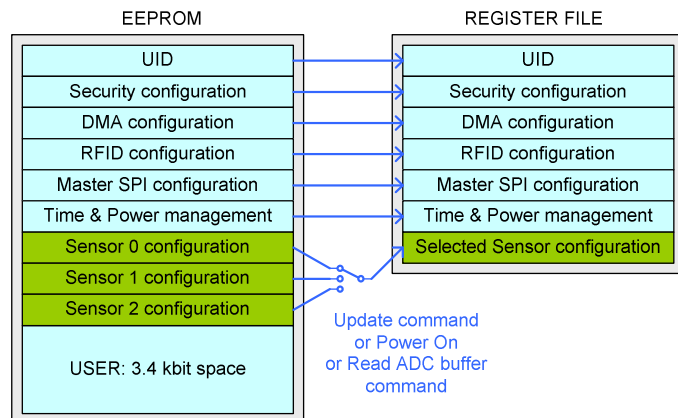 EEPROM
REGISTER FILE
UID
UID
Security configuration
Security configuration
DMA configuration
DMA configuration
RFID configuration
RFID configuration
Master SPI configuration
Master SPI configuration
Time & Power management
Time & Power management
Sensor 0 configuration
Selected Sensor configuration
Sensor 1 configuration
Sensor 2 configuration
Update command
or Power On
or Read ADC buffer
command
USER: 3.4 kbit space